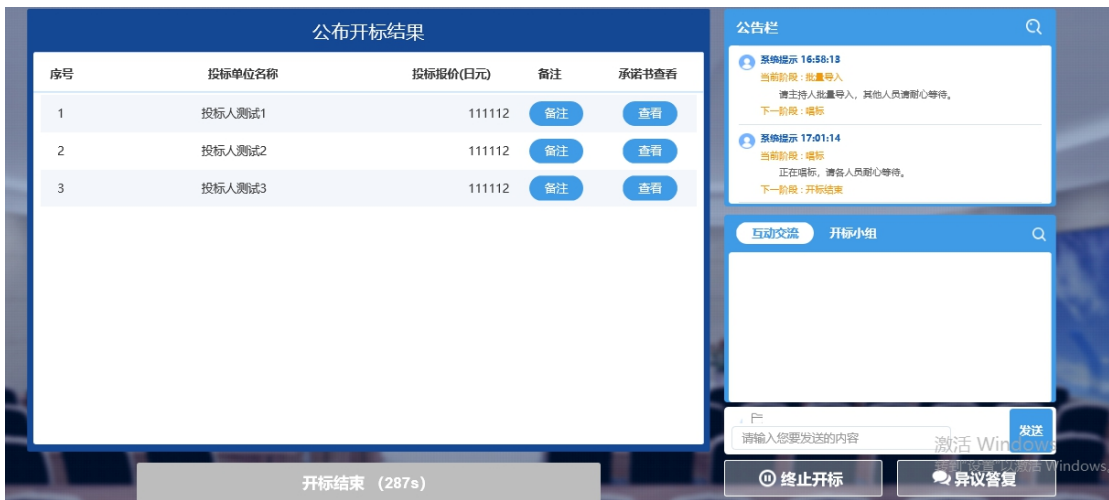 公布开标结果
序号 投标单位名称 投标报价(日元) 备注 承诺书查看
1 投标人测试1 111112 备注 查看
2 投标人测试2 111112 备注 查看
3 投标人测试3 111112 备注 查看
开标结束 (287s)
公告栏
系统提示 16:58:13
当前阶段 : 批量导入
请主持人批量导入，其他人员请耐心等待。
下一阶段 : 唱标
系统提示 17:01:14
当前阶段 : 唱标
正在唱标，请各人员耐心等待。
下一阶段 : 开标结束
互动交流 开标小组
请输入您要发送的内容
发送
激活 Windows
转到"设置"以激活 Windows。
终止开标 异议答复